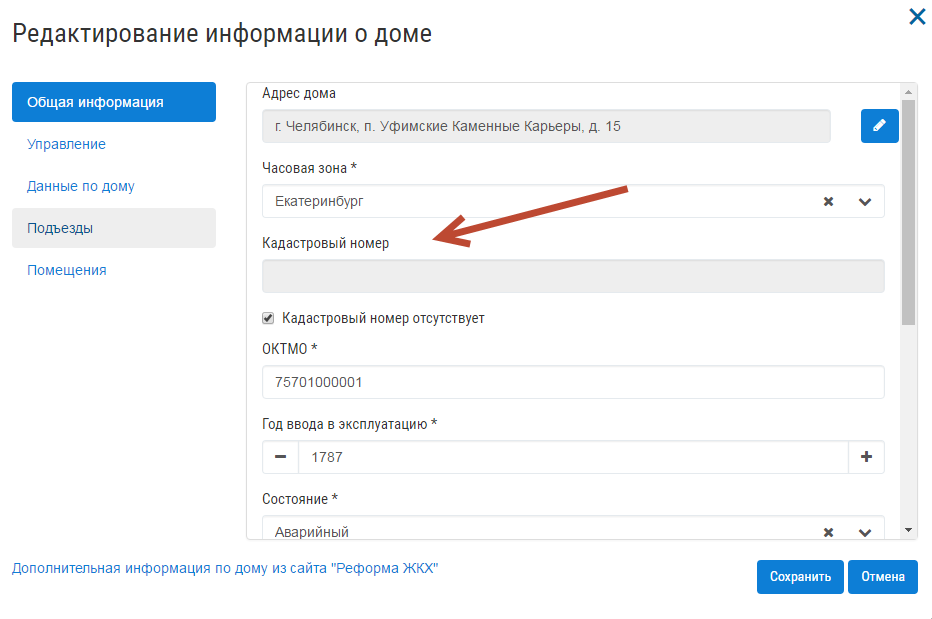 Редактирование информации о доме
Общая информация
Управление
Данные по дому
Подъезды
Помещения
Адрес дома
г. Челябинск, п. Уфимские Каменные Карьеры, д. 15
Часовая зона *
Екатеринбург
Кадастровый номер
Кадастровый номер отсутствует
ОКТМО *
75701000001
Год ввода в эксплуатацию *
1787
Состояние *
Аварийный
Дополнительная информация по дому из сайта "Реформа ЖКХ"
Сохранить
Отмена